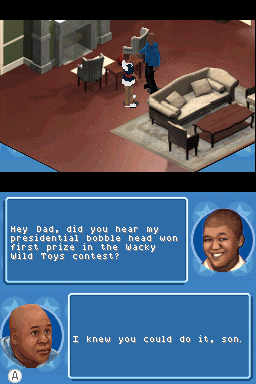 Hey Dad, did you hear my
presidential bobble head won
first prize in the Wacky
Wild Toys contest?
I knew you could do it, son.
A